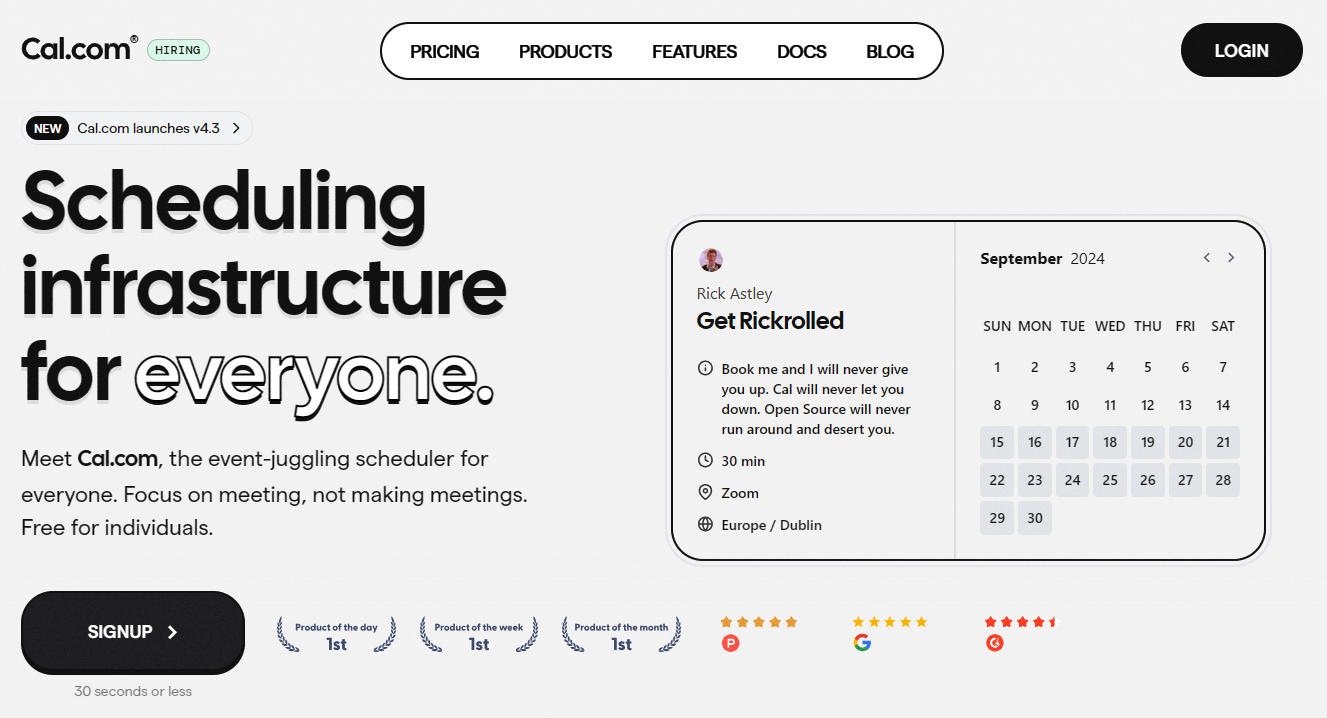 Cal.com®
HIRING
PRICING PRODUCTS FEATURES DOCS BLOG
LOGIN
NEW Cal.com launches v4.3
Scheduling
infrastructure
for everyone.
Meet Cal.com, the event-juggling scheduler for
everyone. Focus on meeting, not making meetings.
Free for individuals.
SIGNUP
30 seconds or less
Rick Astley
Get Rickrolled
Book me and I will never give
you up. Cal will never let you
down. Open Source will never
run around and desert you.
30 min
Zoom
Europe / Dublin
September 2024
SUN MON TUE WED THU FRI SAT
1 2 3 4 5 6 7
8 9 10 11 12 13 14
15 16 17 18 19 20 21
22 23 24 25 26 27 28
29 30
Product of the day
1st
Product of the week
1st
Product of the month
1st
P
G
G